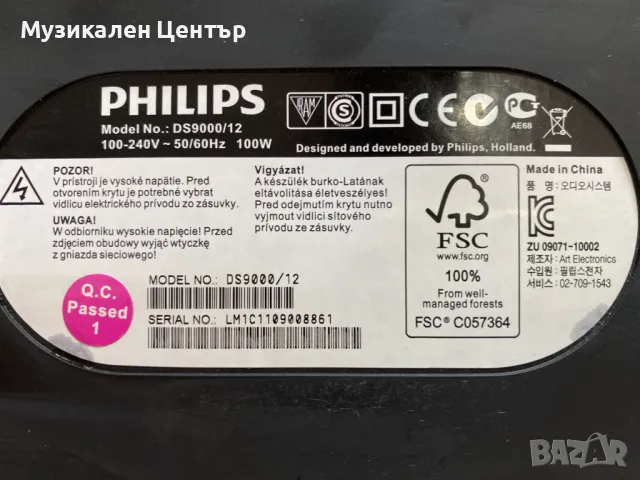 Музикален Център
PHILIPS
Model No.: DS9000/12
100-240V ~ 50/60Hz 100W
VRAM
S
CE
PC
AE68
Designed and developed by Philips, Holland.
POZOR!
V prístroji je vysoké napätie. Pred
otvorením krytu je potrebné vybrat
vidlicu elektrického prívodu zo zásuvky.
UWAGA!
W odbiorniku wysokie napięcie! Przed
zdjęciem obudowy wyjąć wtyczkę
z gniazda sieciowego!
Vigyázat!
A készülék burko-Latának
eltávolítása életveszélyes!
Pred odejmutím krytu nutno
vyjmout vidlici sítového
prívodu ze zásuvky.
FSC
www.fsc.org
100%
From well-
managed forests
FSC® C057364
Made in China
품 명: 오디오시스템
ZU 09071-10002
제조자: Art Electronics
수입원: 필립스전자
서비스: 02-709-1543
Q.C.
Passed
1
MODEL NO.: DS9000/12
SERIAL NO.: LM1C1109008861
BAZAR